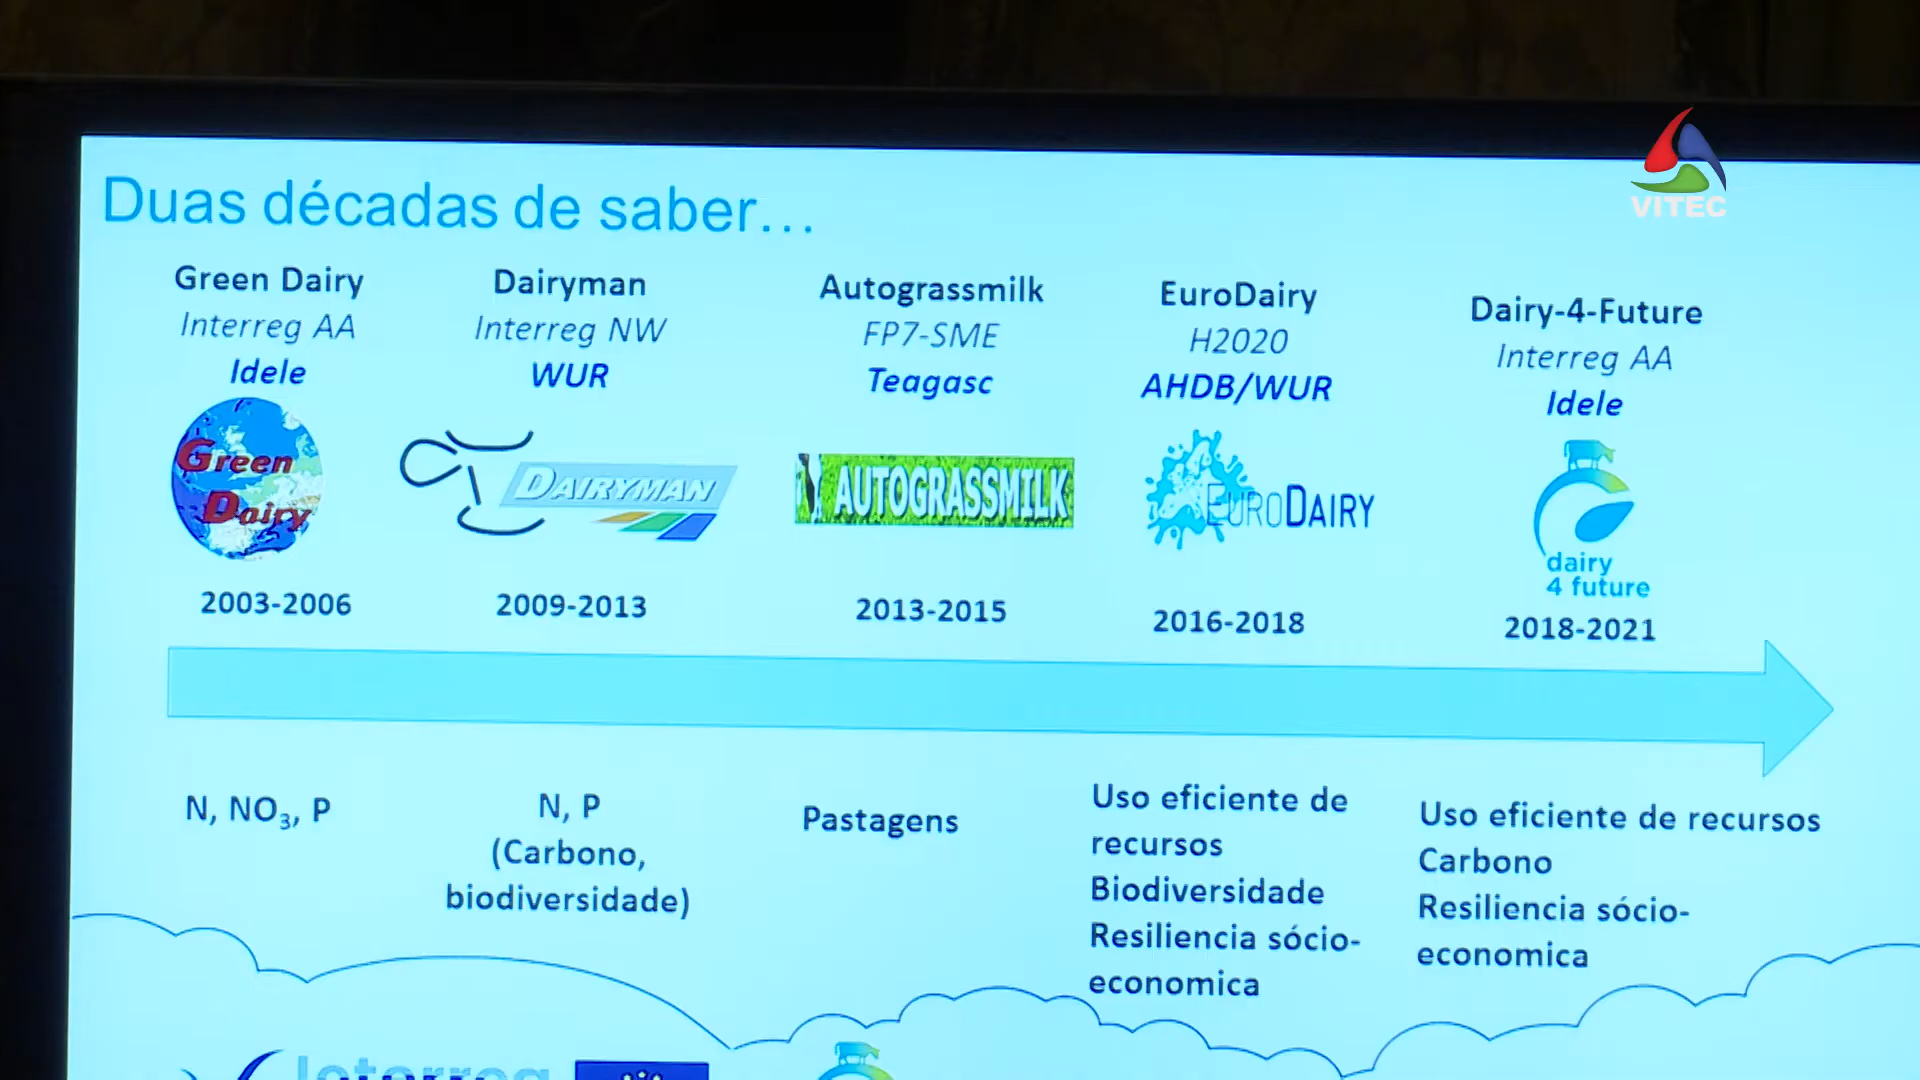 VITEC
Duas décadas de saber...
Green Dairy
Interreg AA
Idele
Green
Dairy
2003-2006
Dairyman
Interreg NW
WUR
DAIRYMAN
2009-2013
Autograssmilk
FP7-SME
Teagasc
AUTOGRASSMILK
2013-2015
EuroDairy
H2020
AHDB/WUR
EURODAIRY
2016-2018
Dairy-4-Future
Interreg AA
Idele
dairy
4 future
2018-2021
N, NO₃, P
N, P
(Carbono,
biodiversidade)
Pastagens
Uso eficiente de
recursos
Biodiversidade
Resiliencia sócio-
economica
Uso eficiente de recursos
Carbono
Resiliencia sócio-
economica
Interreg